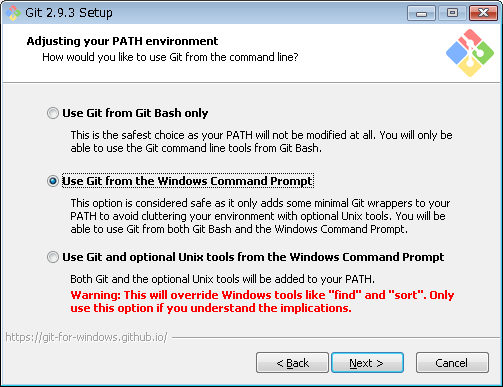 Git 2.9.3 Setup
Adjusting your PATH environment
How would you like to use Git from the command line?
Use Git from Git Bash only
This is the safest choice as your PATH will not be modified at all. You will only be
able to use the Git command line tools from Git Bash.
Use Git from the Windows Command Prompt
This option is considered safe as it only adds some minimal Git wrappers to your
PATH to avoid cluttering your environment with optional Unix tools. You will be
able to use Git from both Git Bash and the Windows Command Prompt.
Use Git and optional Unix tools from the Windows Command Prompt
Both Git and the optional Unix tools will be added to your PATH.
Warning: This will override Windows tools like "find" and "sort". Only
use this option if you understand the implications.
https://git-for-windows.github.io/
< Back Next > Cancel